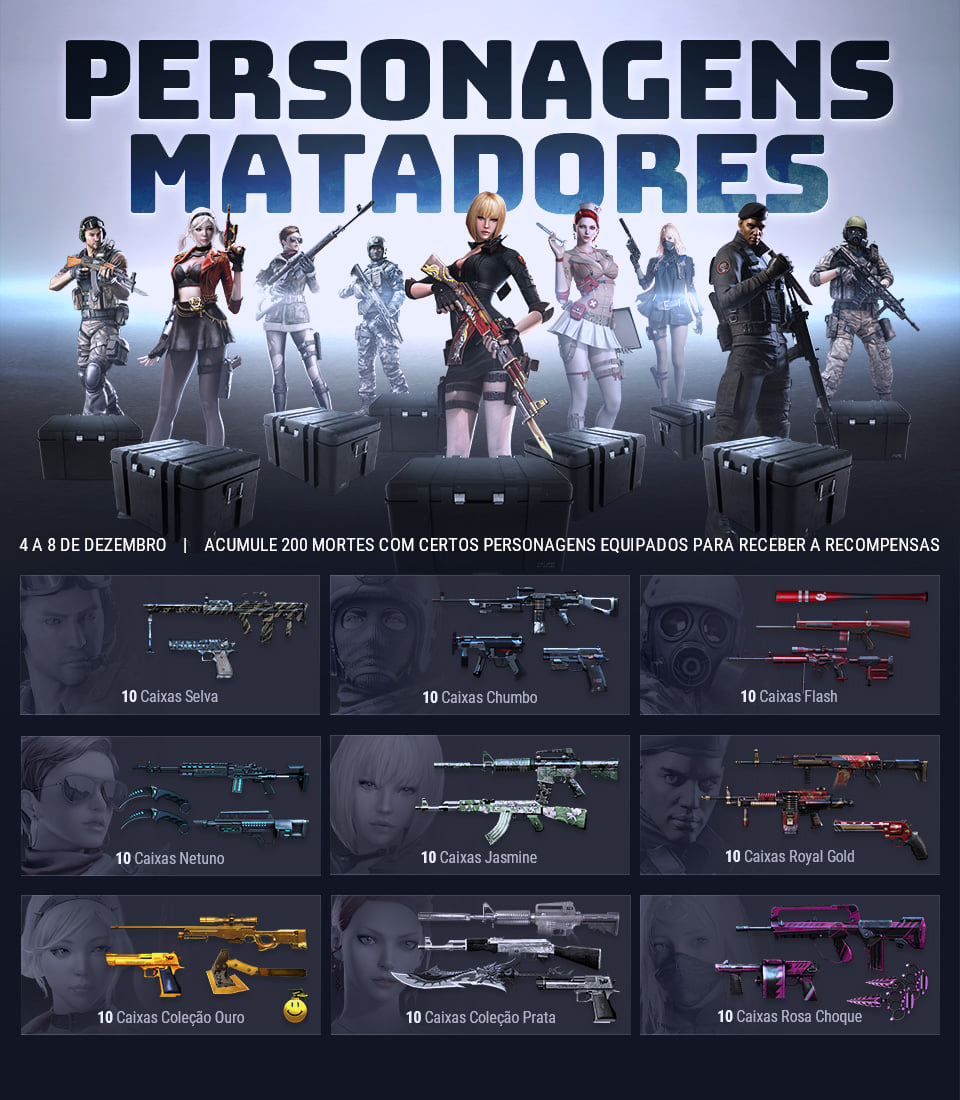 PERSONAGENS
MATADORES
4 A 8 DE DEZEMBRO | ACUMULE 200 MORTES COM CERTOS PERSONAGENS EQUIPADOS PARA RECEBER A RECOMPENSAS
10 Caixas Selva
10 Caixas Chumbo
10 Caixas Flash
10 Caixas Netuno
10 Caixas Jasmine
10 Caixas Royal Gold
10 Caixas Coleção Ouro
10 Caixas Coleção Prata
10 Caixas Rosa Choque